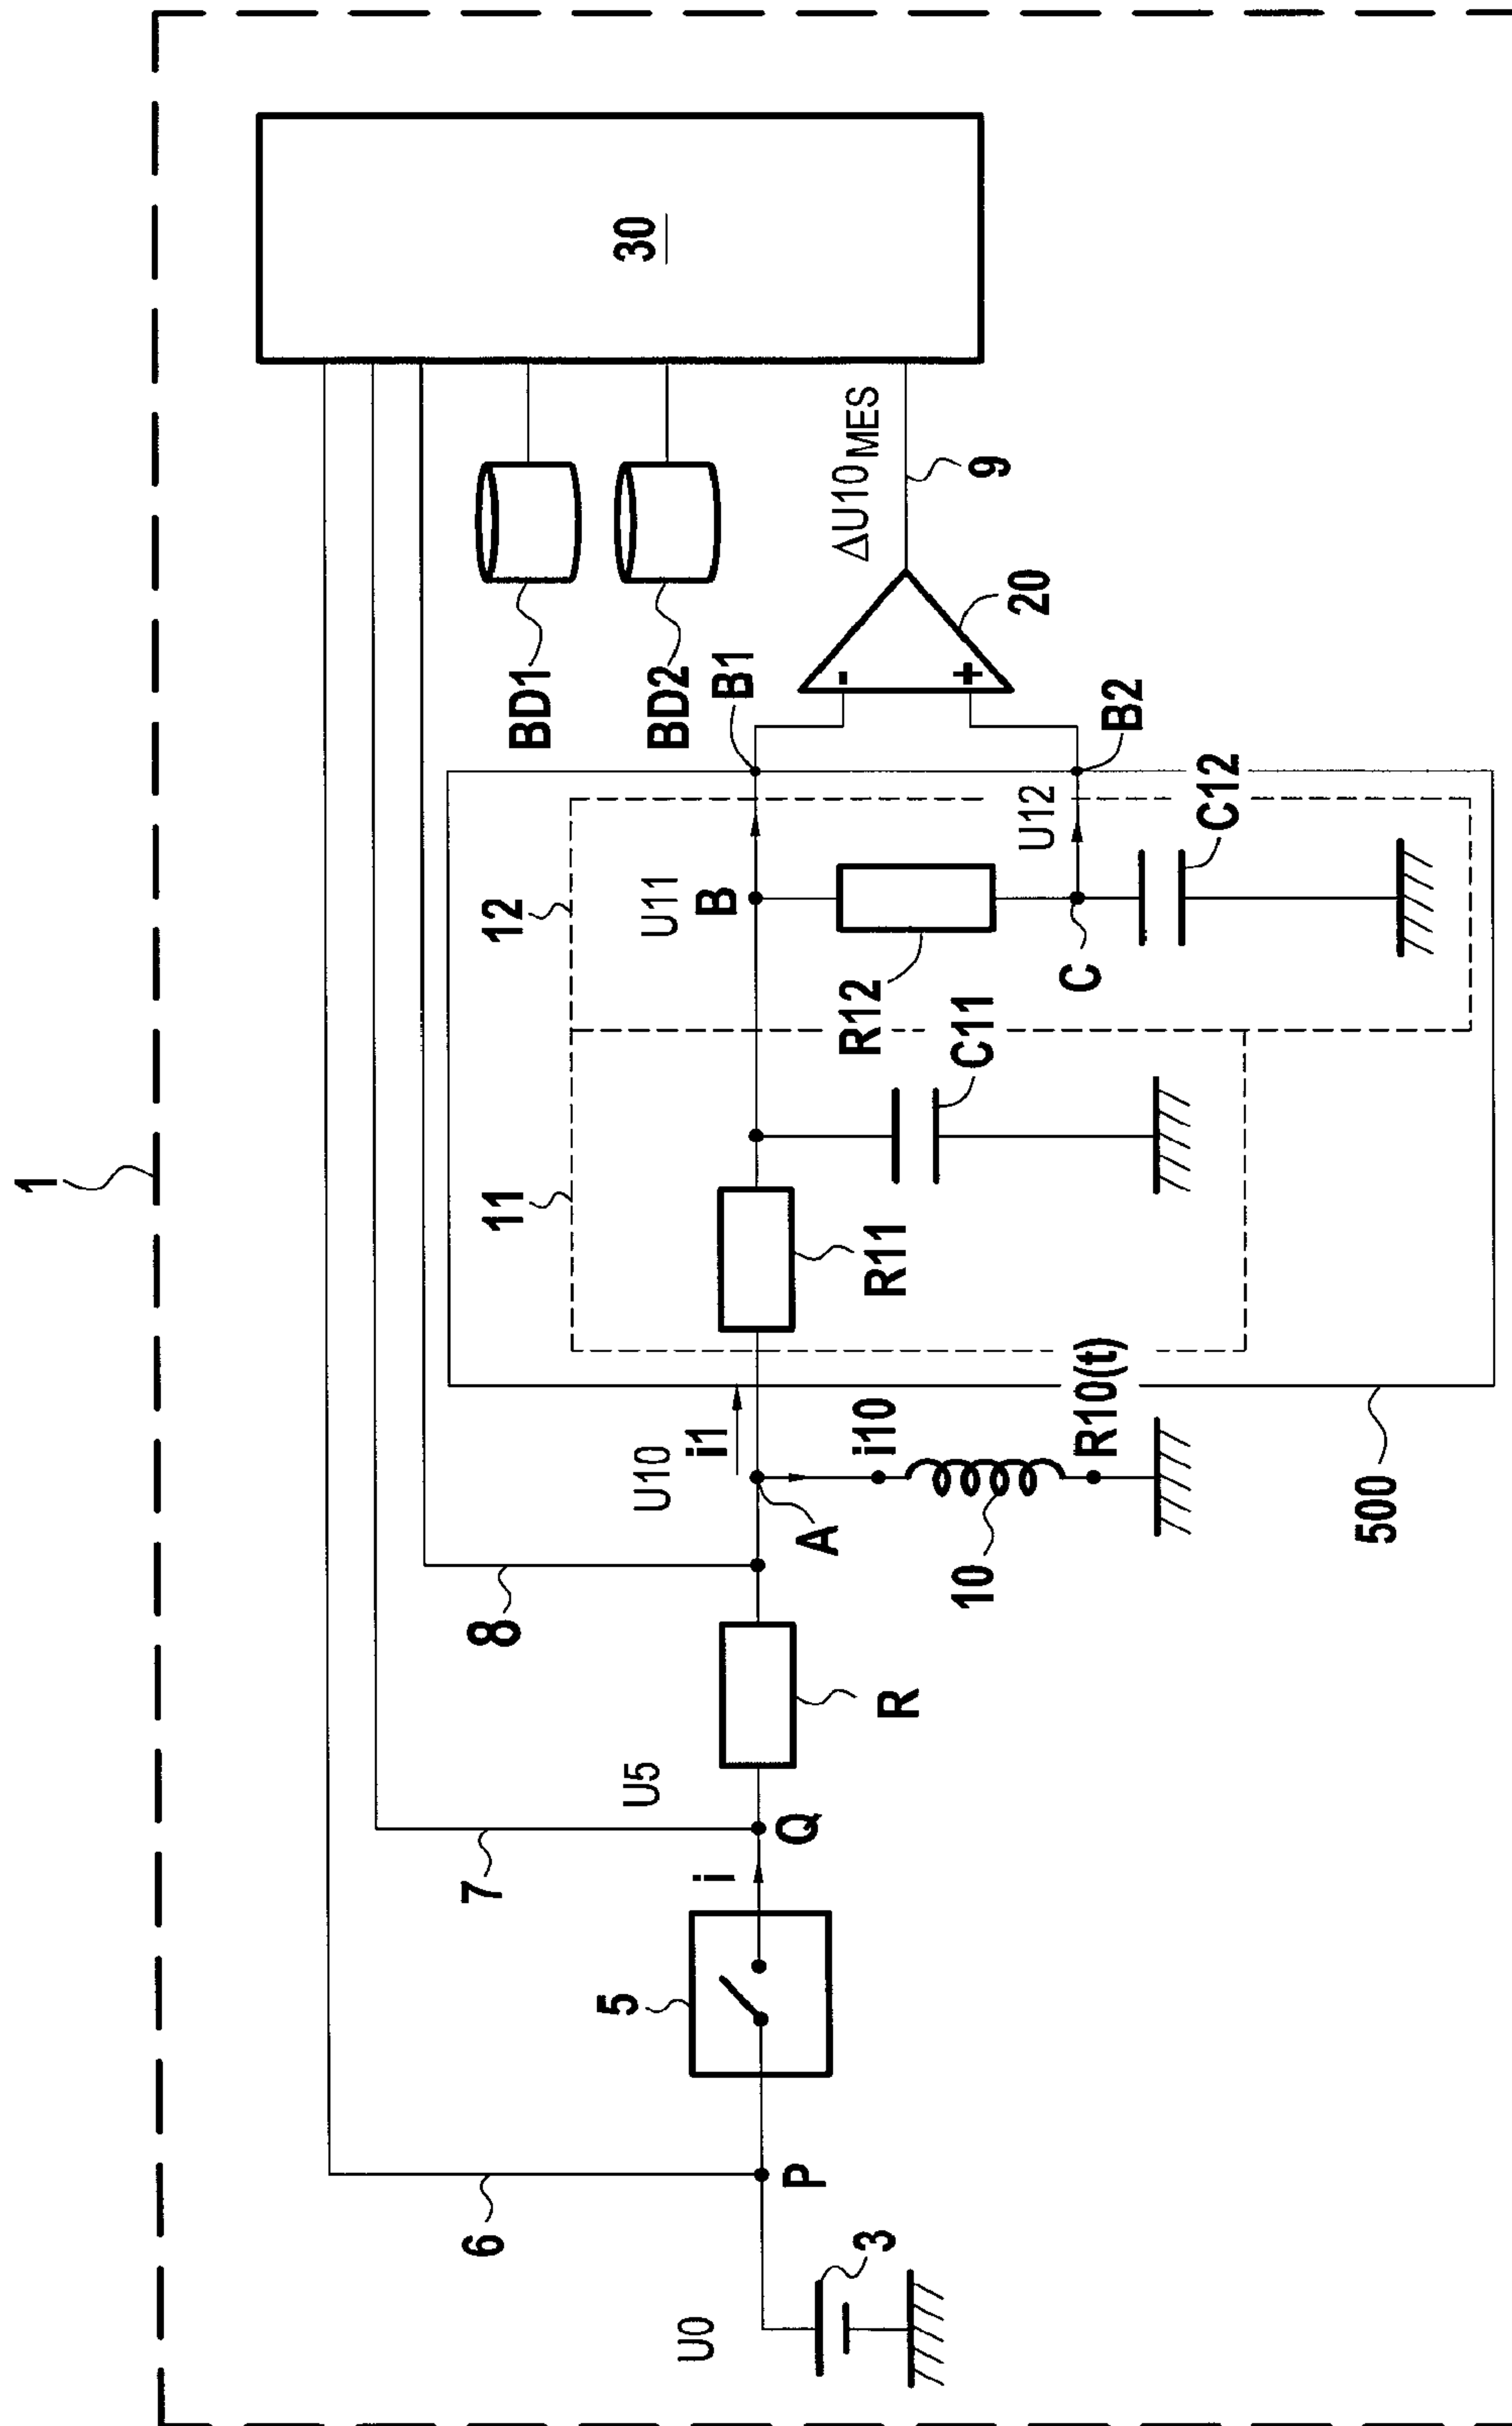 1
30
BD1
BD2
ΔU10MES
9
20
B1
B2
12
U11
B
U12
C12
R12
C
11
C11
R11
500
U10
i1
i10
R10(t)
A
10
8
R
U5
7
Q
i
5
6
P
U0
3
-
+